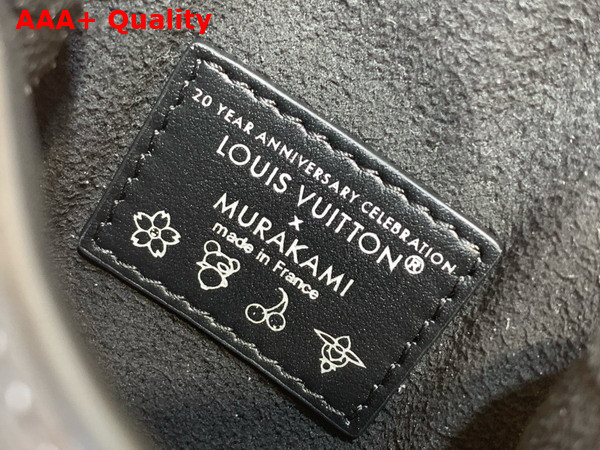 AAA+ Quality
20 YEAR ANNIVERSARY CELEBRATION
LOUIS VUITTON®
x
MURAKAMI
made in France